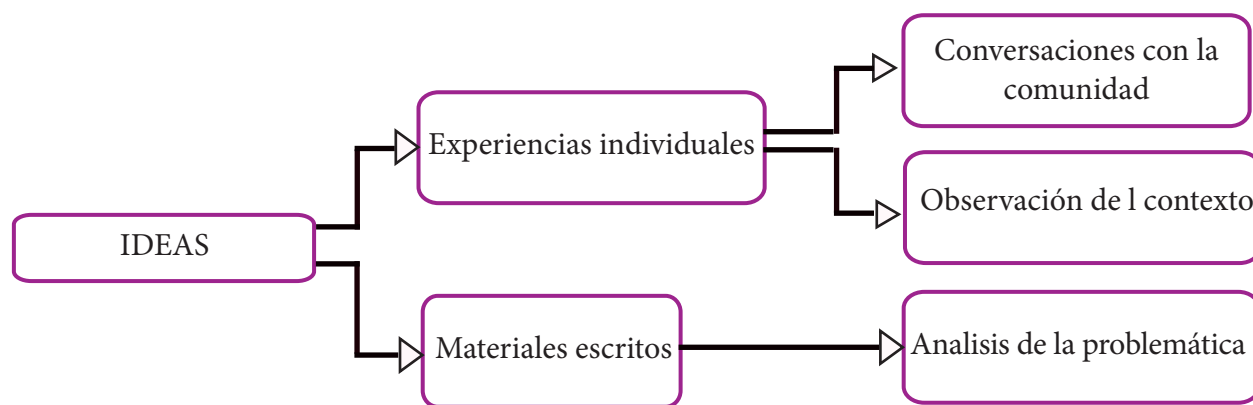 IDEAS
Experiencias individuales
Conversaciones con la
comunidad
Observación de l contexto
Materiales escritos
Analisis de la problemática